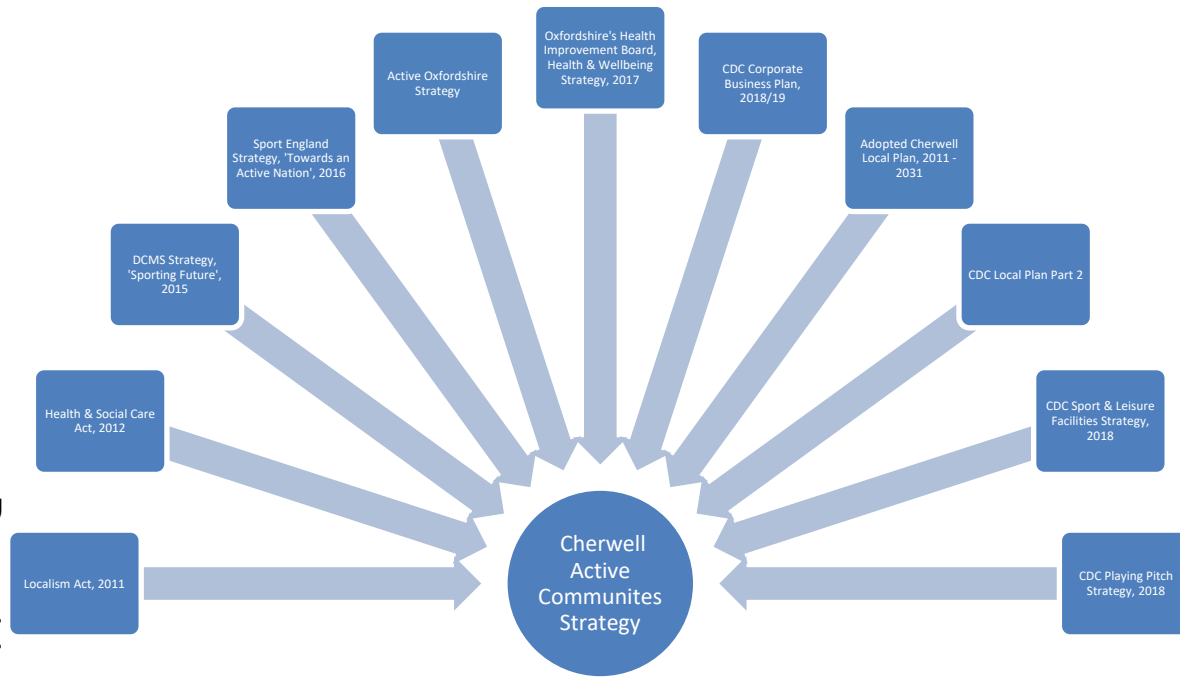 Oxfordshire's Health
Improvement Board,
Health & Wellbeing
Strategy, 2017
Active Oxfordshire
Strategy
CDC Corporate
Business Plan,
2018/19
Sport England
Strategy, 'Towards an
Active Nation', 2016
Adopted Cherwell
Local Plan, 2011 -
2031
DCMS Strategy,
'Sporting Future',
2015
CDC Local Plan Part 2
Health & Social Care
Act, 2012
CDC Sport & Leisure
Facilities Strategy,
2018
Localism Act, 2011
Cherwell
Active
Communites
Strategy
CDC Playing Pitch
Strategy, 2018